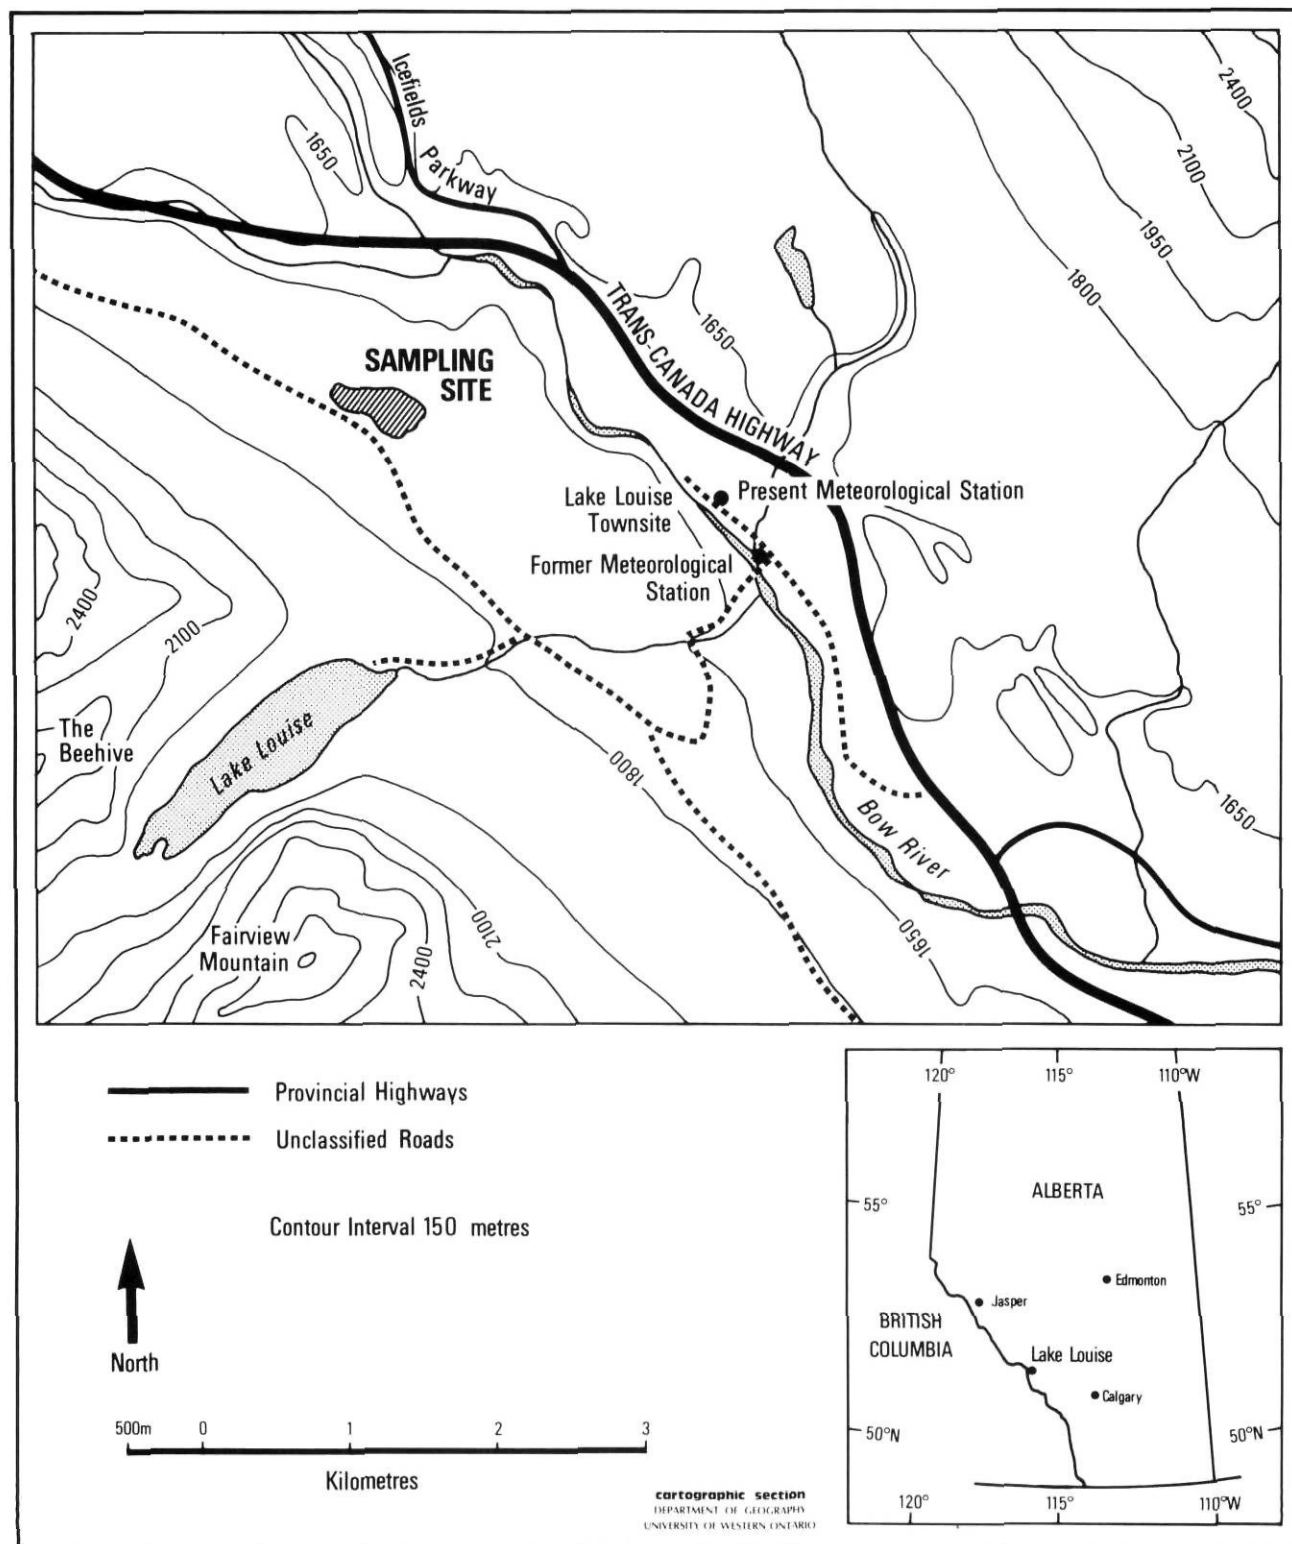 Icefields
Parkway
1650
2400
2100
1950
1800
1650
TRANS-CANADA HIGHWAY
SAMPLING
SITE
Present Meteorological Station
Lake Louise
Townsite
Former Meteorological
Station
2400
2100
The
Beehive
Lake Louise
1800
Bow River
1650
1650
Fairview
Mountain
2400
2100
Provincial Highways
Unclassified Roads
Contour Interval 150 metres
North
500m 0 1 2 3
Kilometres
cartographic section
DEPARTMENT OF GEOGRAPHY
UNIVERSITY OF WESTERN ONTARIO
120° 115° 110°W
ALBERTA
55° 55°
Edmonton
Jasper
BRITISH
COLUMBIA
Lake Louise
Calgary
50°N 50°N
120° 115° 110°W